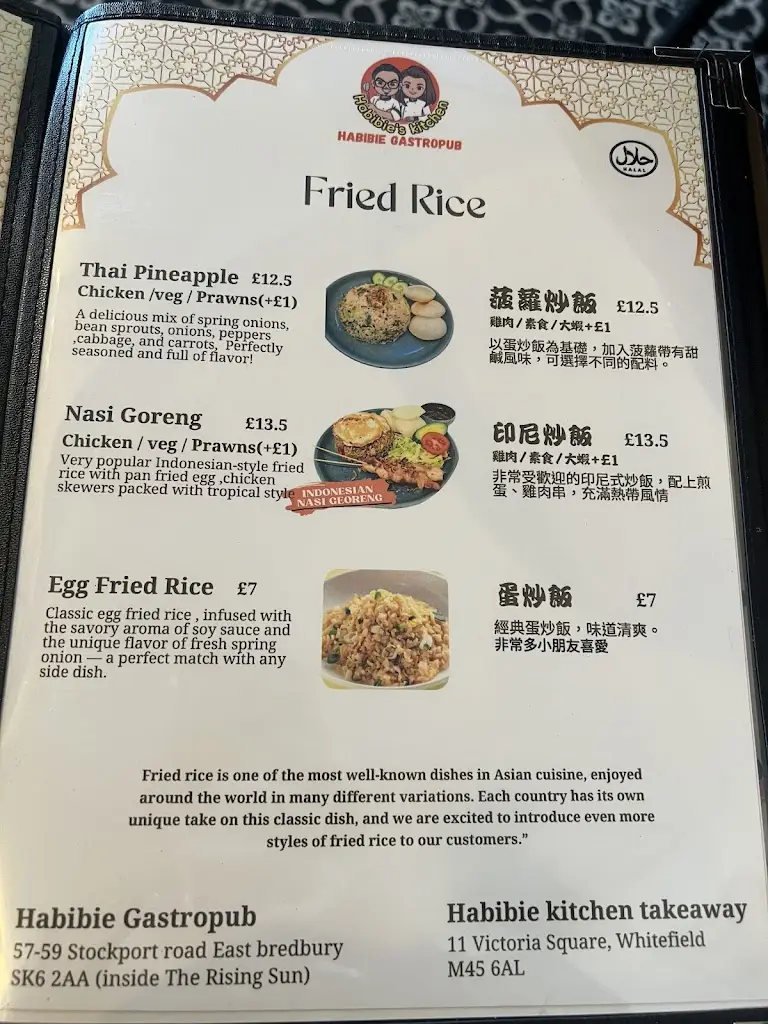 Habibie's Kitchen
HABIBIE GASTROPUB
حلال
HALAL
Fried Rice
Thai Pineapple £12.5
Chicken /veg / Prawns(+£1)
A delicious mix of spring onions,
bean sprouts, onions, peppers
,cabbage, and carrots, Perfectly
seasoned and full of flavor!
菠蘿炒飯 £12.5
雞肉/素食/大蝦+£1
以蛋炒飯為基礎，加入菠蘿帶有甜
鹹風味，可選擇不同的配料。
Nasi Goreng £13.5
Chicken / veg / Prawns(+£1)
Very popular Indonesian-style fried
rice with pan fried egg ,chicken
skewers packed with tropical style
INDONESIAN
NASI GEORENG
印尼炒飯 £13.5
雞肉/素食/大蝦+£1
非常受歡迎的印尼式炒飯，配上煎
蛋、雞肉串，充滿熱帶風情
Egg Fried Rice £7
Classic egg fried rice , infused with
the savory aroma of soy sauce and
the unique flavor of fresh spring
onion — a perfect match with any
side dish.
蛋炒飯 £7
經典蛋炒飯，味道清爽。
非常多小朋友喜愛
Fried rice is one of the most well-known dishes in Asian cuisine, enjoyed
around the world in many different variations. Each country has its own
unique take on this classic dish, and we are excited to introduce even more
styles of fried rice to our customers.”
Habibie Gastropub
57-59 Stockport road East bredbury
SK6 2AA (inside The Rising Sun)
Habibie kitchen takeaway
11 Victoria Square, Whitefield
M45 6AL